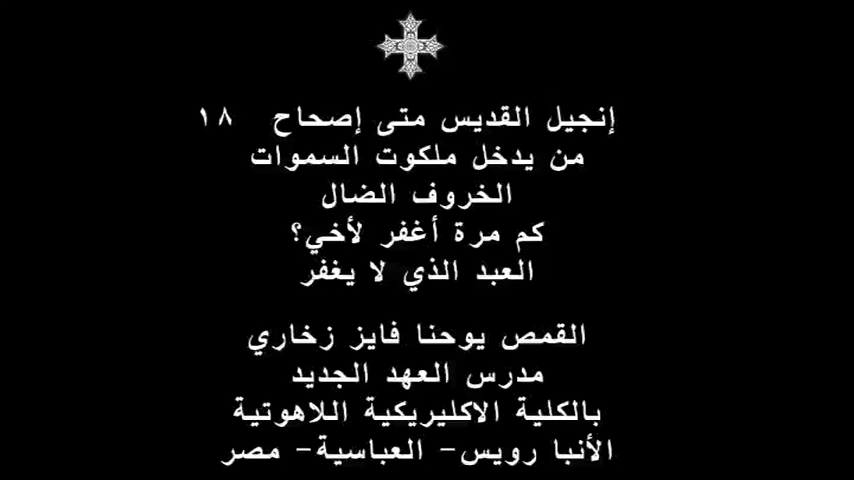 إنجيل القديس متى إصحاح ١٨
من يدخل ملكوت السموات
الخروف الضال
كم مرة أغفر لأخي؟
العبد الذي لا يغفر
القمص يوحنا فايز زخاري
مدرس العهد الجديد
بالكلية الاكليريكية اللاهوتية
الأنبا رويس- العباسية- مصر